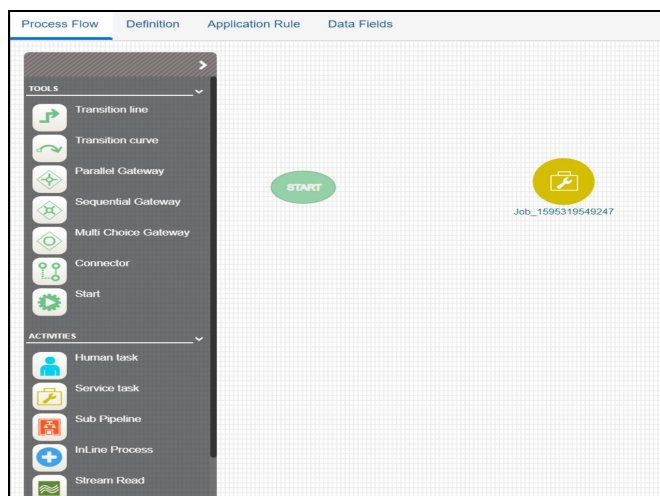 Process Flow Definition Application Rule Data Fields
TOOLS
Transition line
Transition curve
Parallel Gateway
Sequential Gateway
Multi Choice Gateway
Connector
Start
ACTIVITIES
Human task
Service task
Sub Pipeline
InLine Process
Stream Read
START
Job_1595319549247